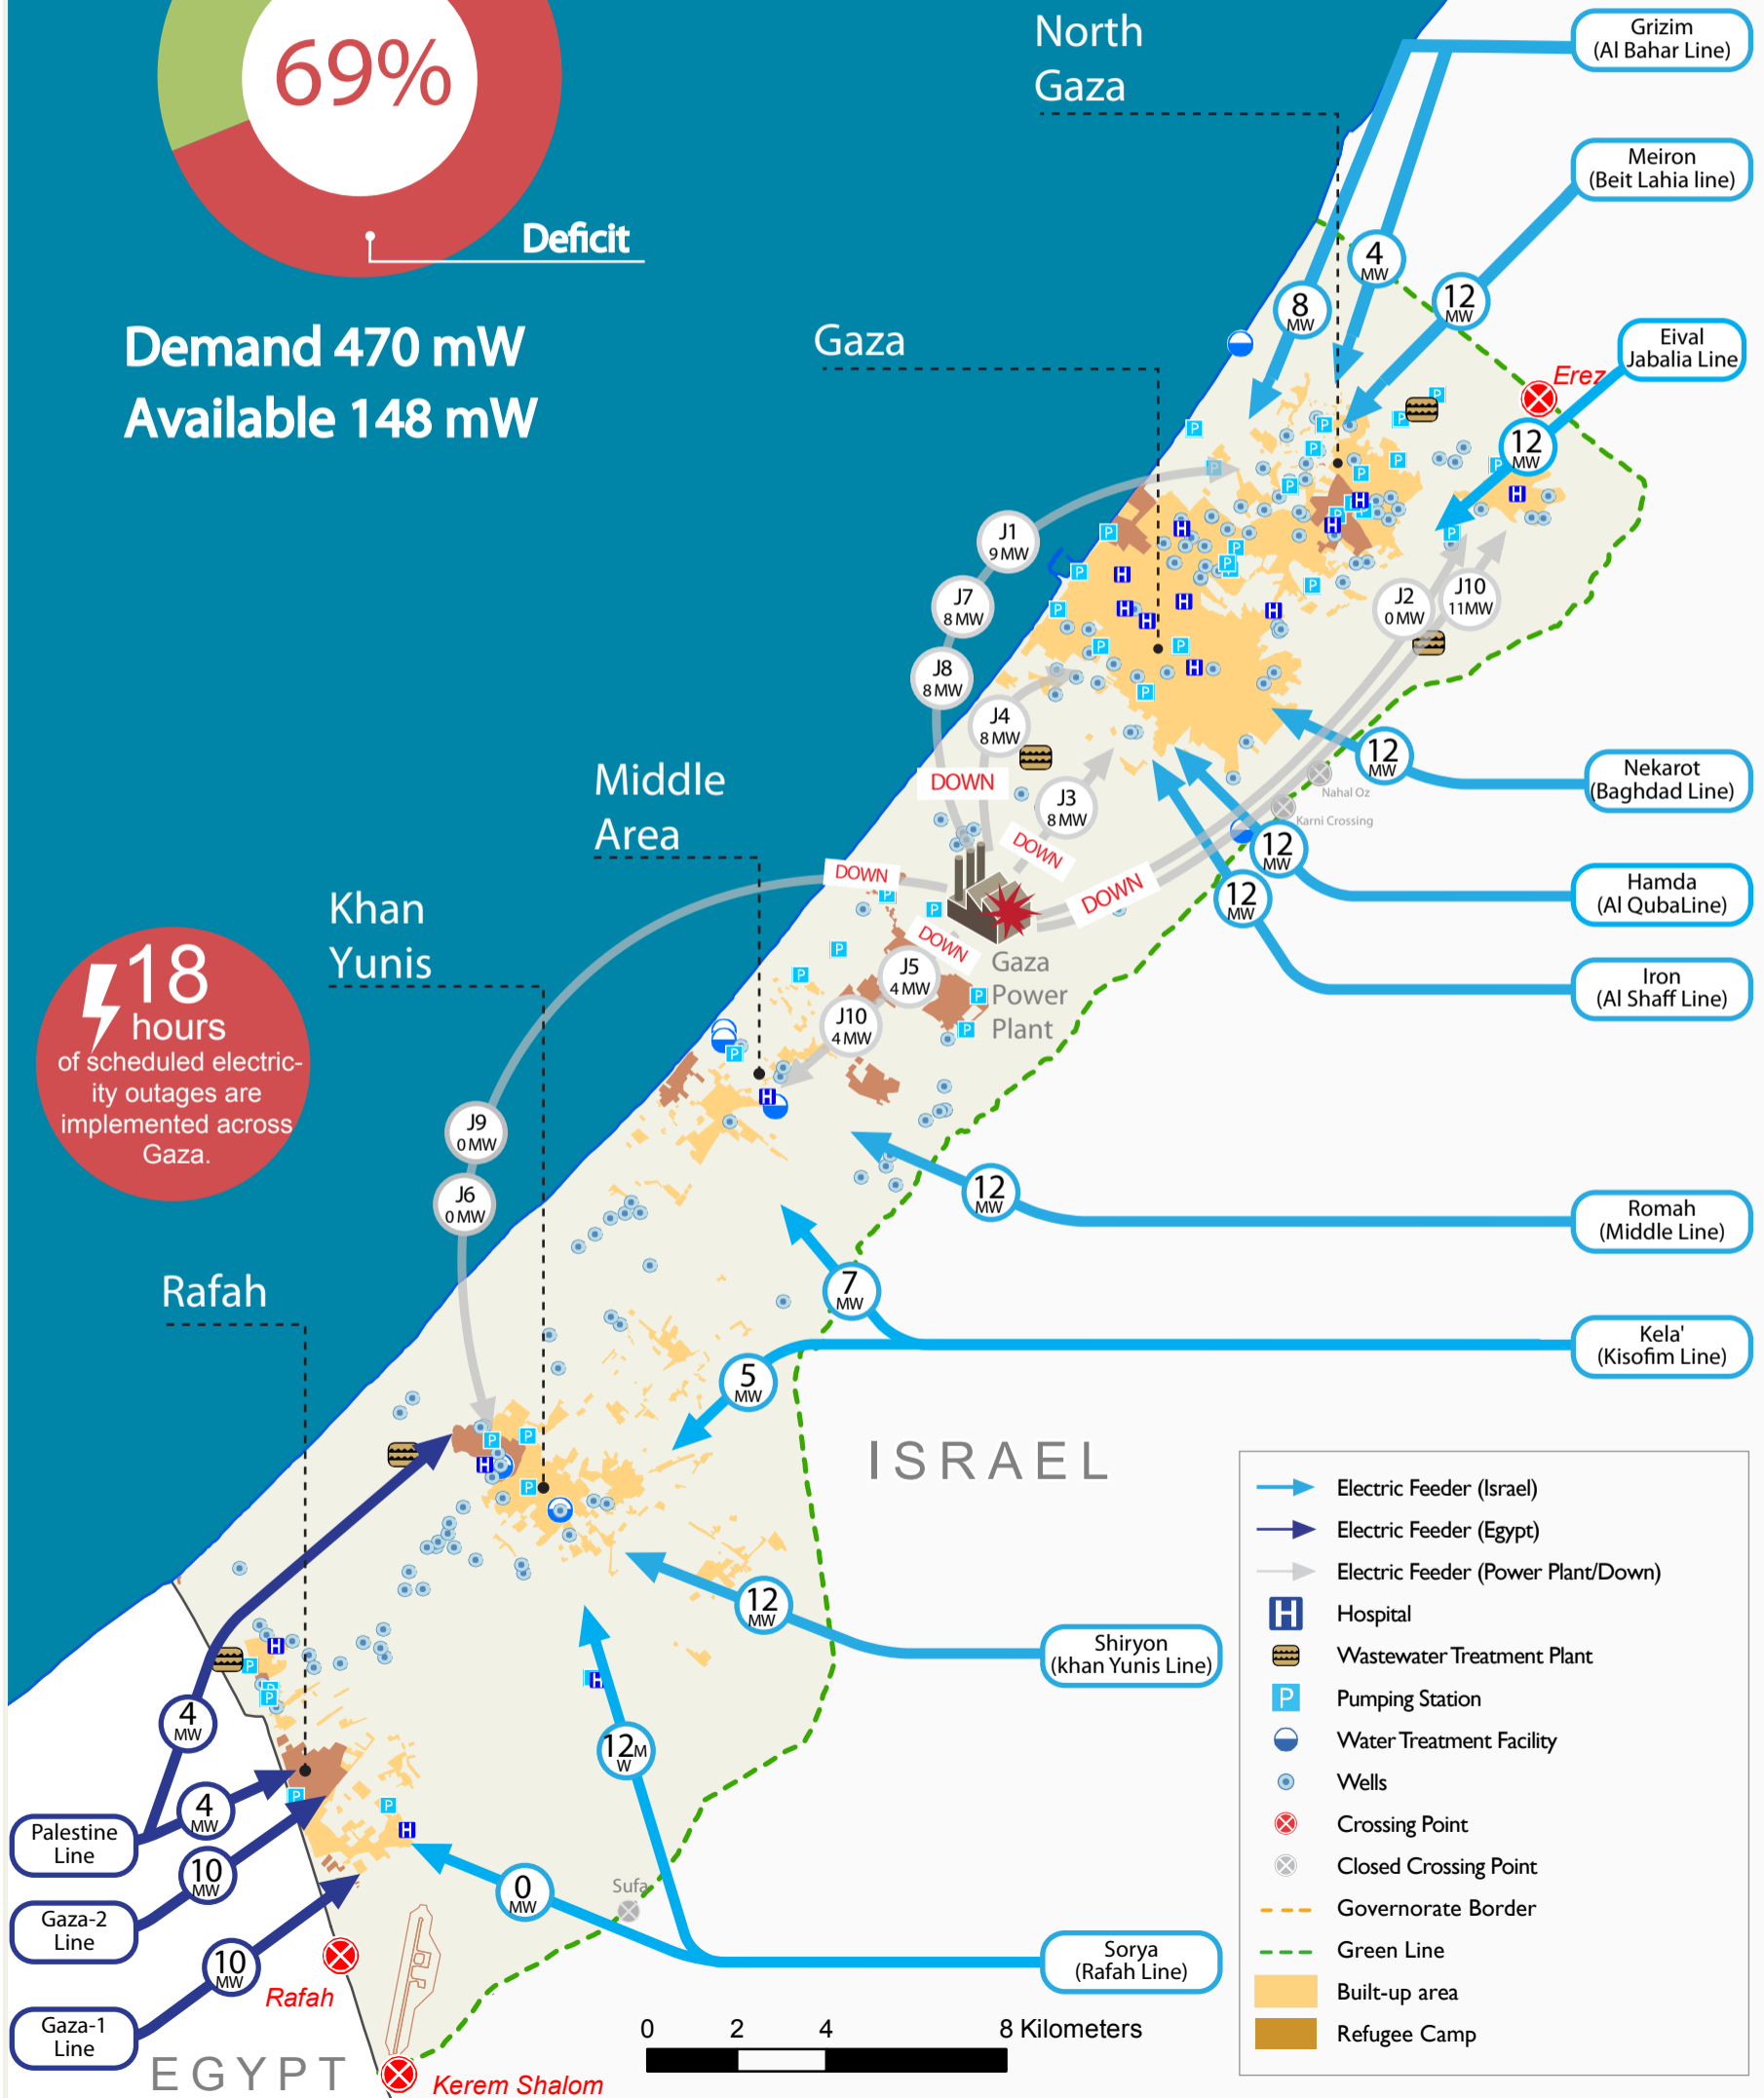 69%
Deficit
Demand 470 mW
Available 148 mW
North
Gaza
Grizim
(Al Bahar Line)
Meiron
(Beit Lahia line)
Eival
Jabalia Line
4
MW
8
MW
12
MW
Erez
12
MW
Gaza
J1
9 MW
J7
8 MW
J8
8 MW
J4
8 MW
J2
0 MW
J10
11MW
DOWN
J3
8 MW
DOWN
DOWN
DOWN
DOWN
12
MW
Nahal Oz
Karni Crossing
Nekarot
(Baghdad Line)
12
MW
Hamda
(Al QubaLine)
12
MW
Iron
(Al Shaff Line)
Middle
Area
Khan
Yunis
18
hours
of scheduled electric-
ity outages are
implemented across
Gaza.
Gaza
Power
Plant
J5
4 MW
J10
4 MW
J9
0 MW
J6
0 MW
12
MW
Romah
(Middle Line)
7
MW
5
MW
Kela'
(Kisofim Line)
Rafah
ISRAEL
12
MW
Shiryon
(khan Yunis Line)
12M
W
0
MW
Sufa
Sorya
(Rafah Line)
4
MW
4
MW
Palestine
Line
10
MW
Gaza-2
Line
10
MW
Gaza-1
Line
Rafah
EGYPT
Kerem Shalom
0 2 4 8 Kilometers
Electric Feeder (Israel)
Electric Feeder (Egypt)
Electric Feeder (Power Plant/Down)
H Hospital
Wastewater Treatment Plant
P Pumping Station
Water Treatment Facility
Wells
Crossing Point
Closed Crossing Point
Governorate Border
Green Line
Built-up area
Refugee Camp